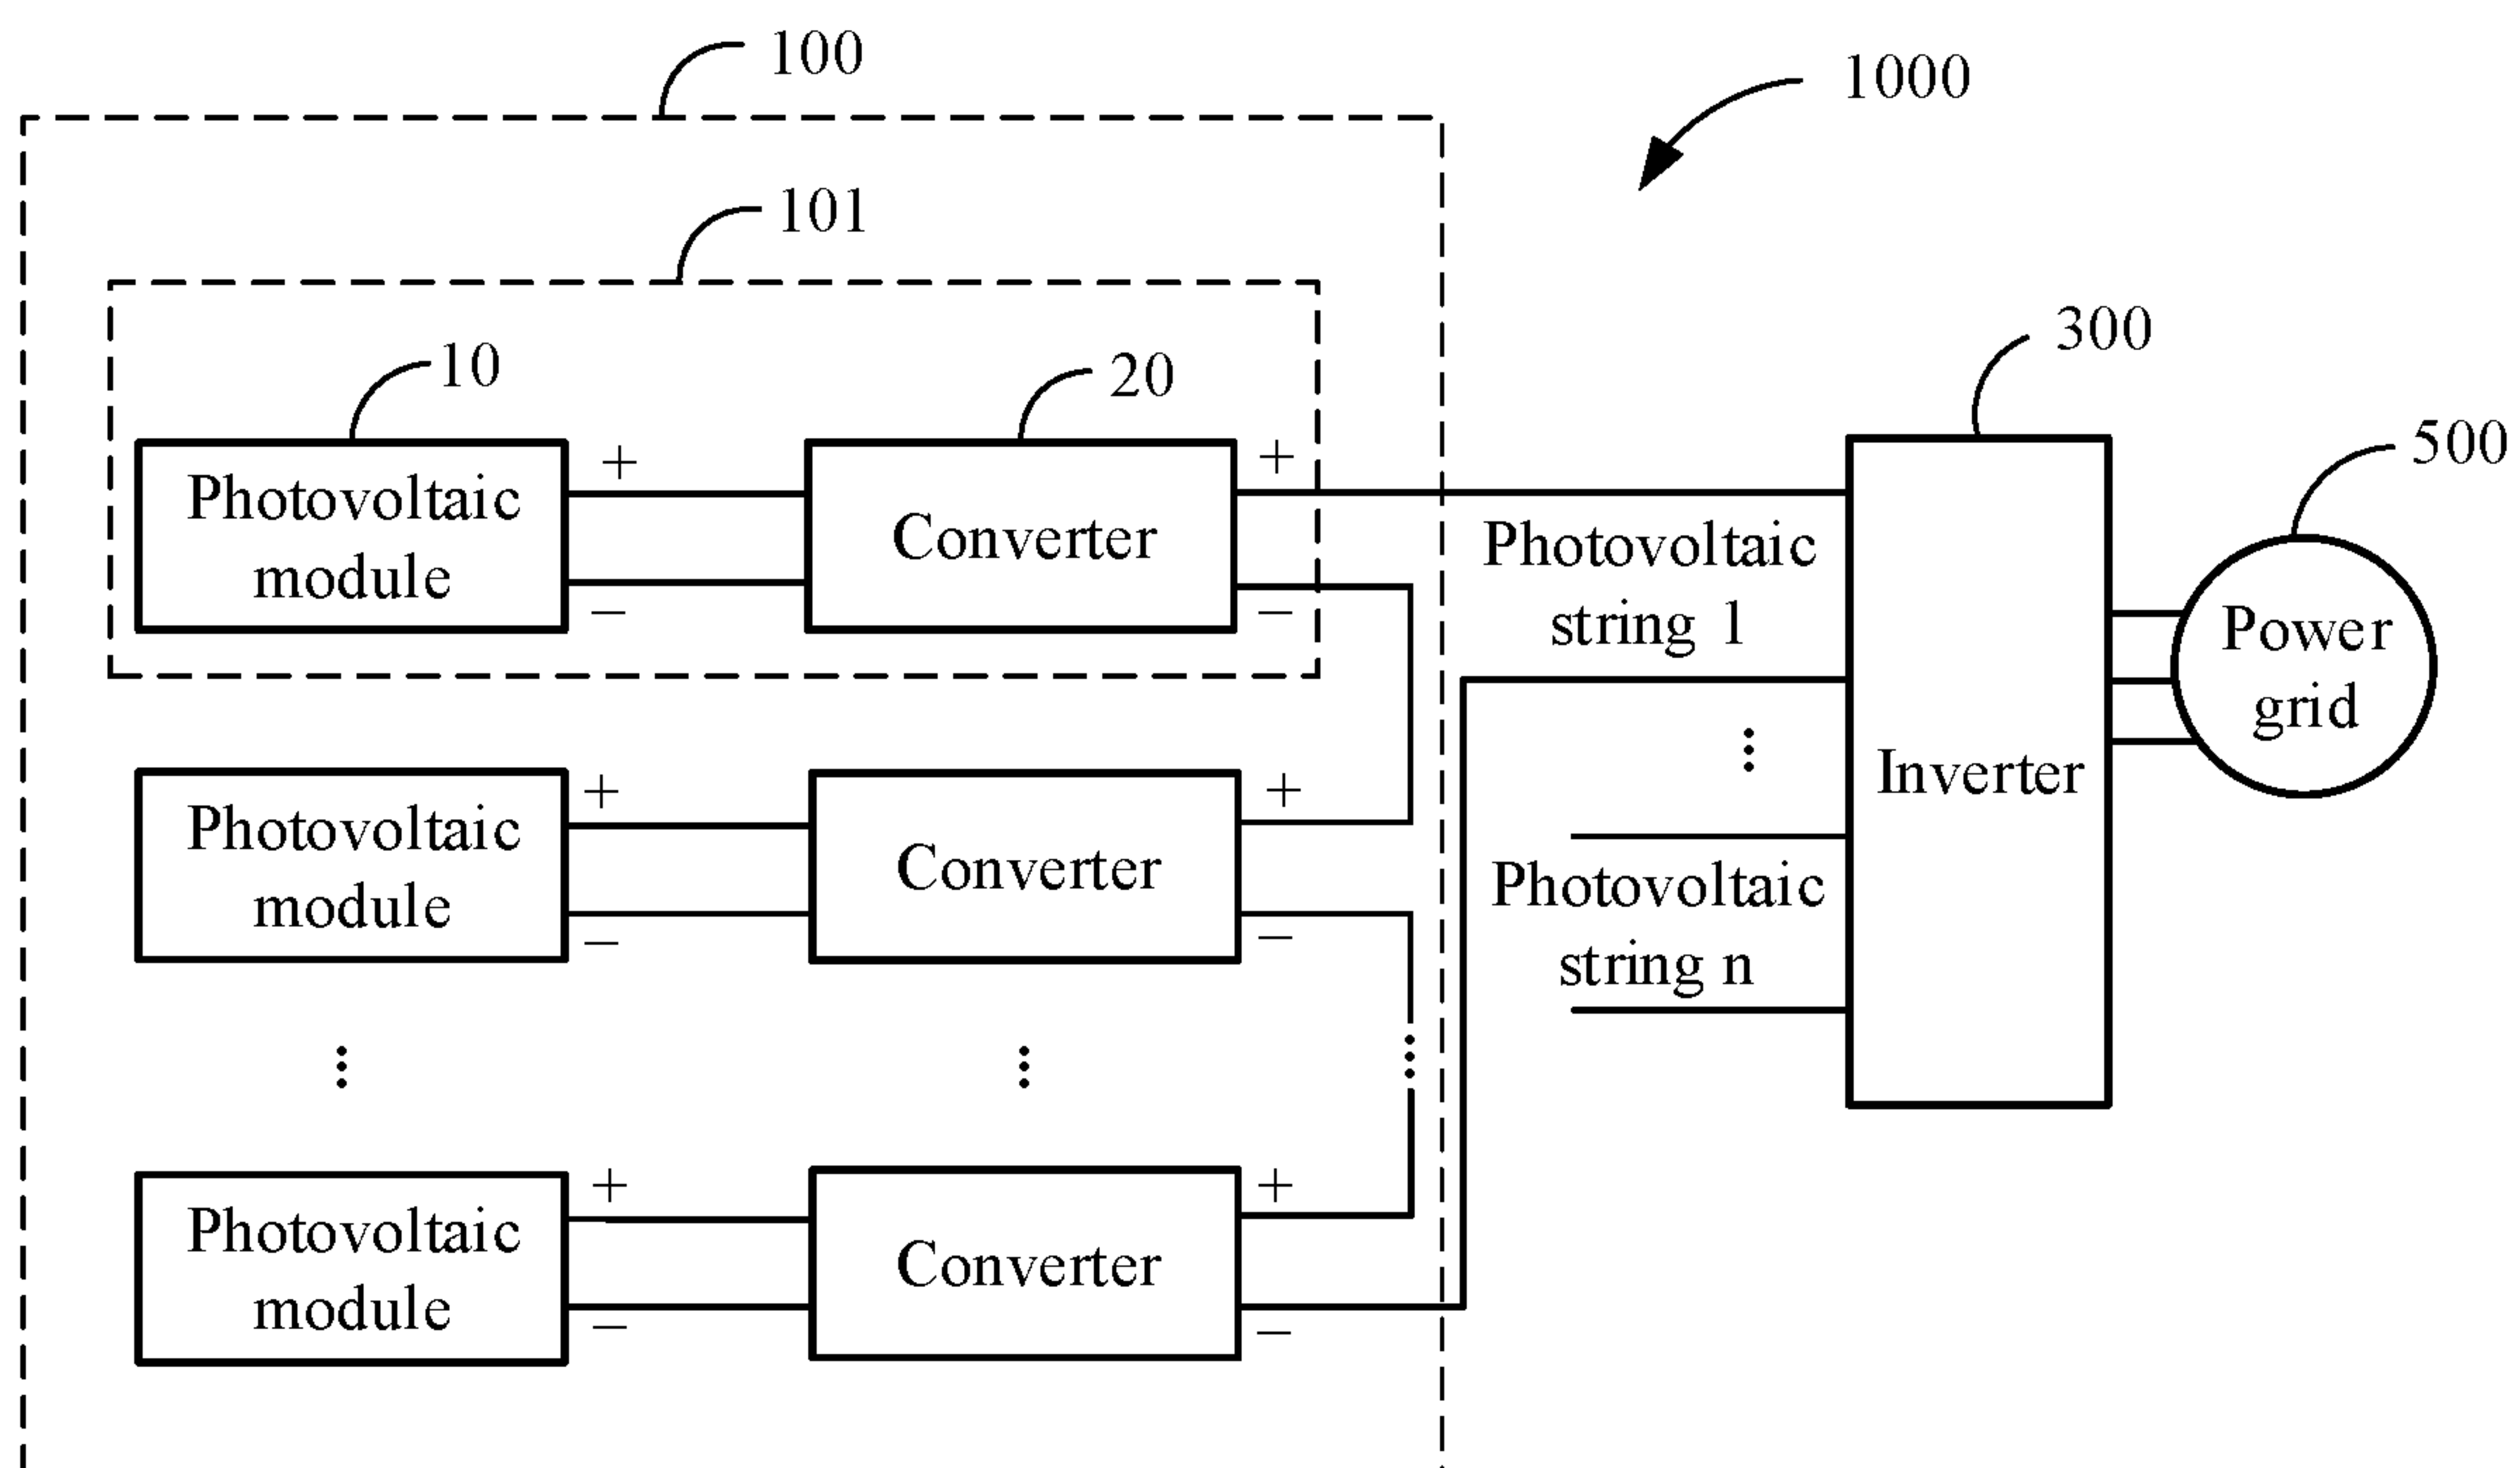 100
1000
101
300
10
20
500
+
+
Photovoltaic
module
Converter
Photovoltaic
string 1
−
−
Power
grid
+
+
Inverter
Photovoltaic
module
Converter
Photovoltaic
string n
−
−
+
+
Photovoltaic
module
Converter
−
−